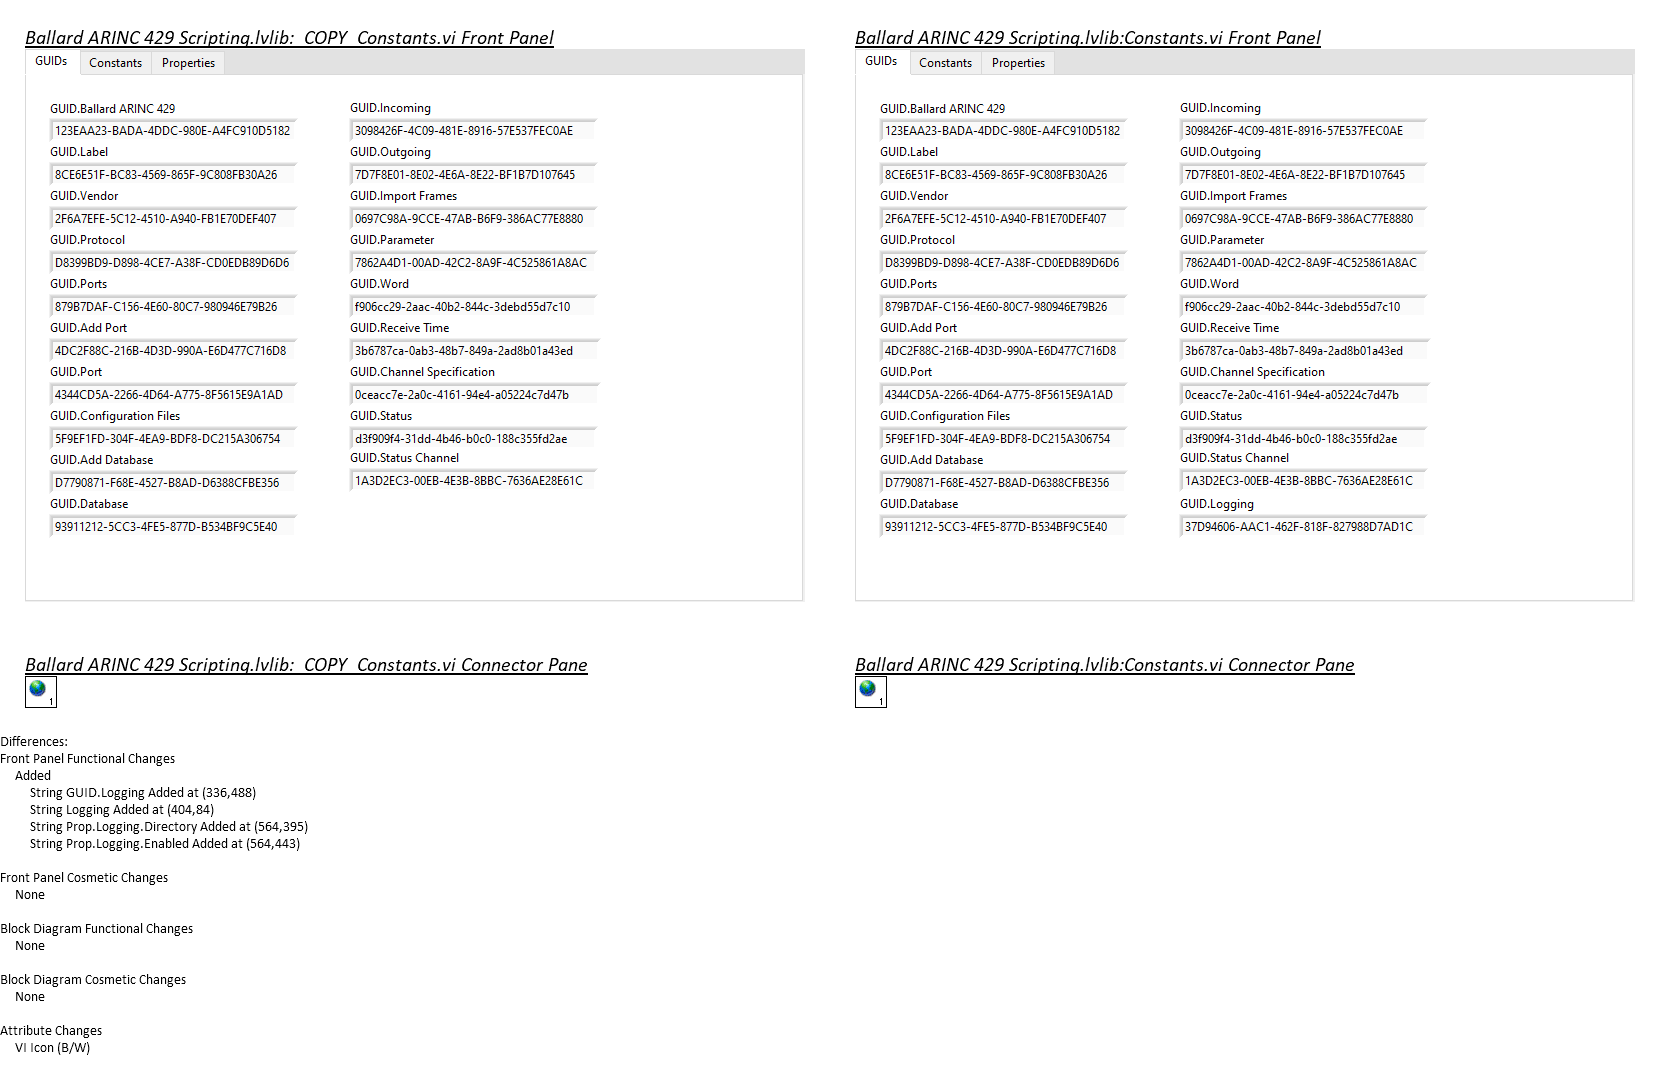 Ballard ARINC 429 Scripting.lvlib:_COPY_Constants.vi Front Panel
GUIDs Constants Properties
GUID.Ballard ARINC 429
123EAA23-BADA-4DDC-980E-A4FC910D5182
GUID.Label
8CE6E51F-BC83-4569-865F-9C808FB30A26
GUID.Vendor
2F6A7EFE-5C12-4510-A940-FB1E70DEF407
GUID.Protocol
D8399BD9-D898-4CE7-A38F-CD0EDB89D6D6
GUID.Ports
879B7DAF-C156-4E60-80C7-980946E79B26
GUID.Add Port
4DC2F88C-216B-4D3D-990A-E6D477C716D8
GUID.Port
4344CD5A-2266-4D64-A775-8F5615E9A1AD
GUID.Configuration Files
5F9EF1FD-304F-4EA9-BDF8-DC215A306754
GUID.Add Database
D7790871-F68E-4527-B8AD-D6388CFBE356
GUID.Database
93911212-5CC3-4FE5-877D-B534BF9C5E40
GUID.Incoming
3098426F-4C09-481E-8916-57E537FEC0AE
GUID.Outgoing
7D7F8E01-8E02-4E6A-8E22-BF1B7D107645
GUID.Import Frames
0697C98A-9CCE-47AB-B6F9-386AC77E8880
GUID.Parameter
7862A4D1-00AD-42C2-8A9F-4C525861A8AC
GUID.Word
f906cc29-2aac-40b2-844c-3debd55d7c10
GUID.Receive Time
3b6787ca-0ab3-48b7-849a-2ad8b01a43ed
GUID.Channel Specification
0ceacc7e-2a0c-4161-94e4-a05224c7d47b
GUID.Status
d3f909f4-31dd-4b46-b0c0-188c355fd2ae
GUID.Status Channel
1A3D2EC3-00EB-4E3B-8BBC-7636AE28E61C
Ballard ARINC 429 Scripting.lvlib:Constants.vi Front Panel
GUIDs Constants Properties
GUID.Ballard ARINC 429
123EAA23-BADA-4DDC-980E-A4FC910D5182
GUID.Label
8CE6E51F-BC83-4569-865F-9C808FB30A26
GUID.Vendor
2F6A7EFE-5C12-4510-A940-FB1E70DEF407
GUID.Protocol
D8399BD9-D898-4CE7-A38F-CD0EDB89D6D6
GUID.Ports
879B7DAF-C156-4E60-80C7-980946E79B26
GUID.Add Port
4DC2F88C-216B-4D3D-990A-E6D477C716D8
GUID.Port
4344CD5A-2266-4D64-A775-8F5615E9A1AD
GUID.Configuration Files
5F9EF1FD-304F-4EA9-BDF8-DC215A306754
GUID.Add Database
D7790871-F68E-4527-B8AD-D6388CFBE356
GUID.Database
93911212-5CC3-4FE5-877D-B534BF9C5E40
GUID.Incoming
3098426F-4C09-481E-8916-57E537FEC0AE
GUID.Outgoing
7D7F8E01-8E02-4E6A-8E22-BF1B7D107645
GUID.Import Frames
0697C98A-9CCE-47AB-B6F9-386AC77E8880
GUID.Parameter
7862A4D1-00AD-42C2-8A9F-4C525861A8AC
GUID.Word
f906cc29-2aac-40b2-844c-3debd55d7c10
GUID.Receive Time
3b6787ca-0ab3-48b7-849a-2ad8b01a43ed
GUID.Channel Specification
0ceacc7e-2a0c-4161-94e4-a05224c7d47b
GUID.Status
d3f909f4-31dd-4b46-b0c0-188c355fd2ae
GUID.Status Channel
1A3D2EC3-00EB-4E3B-8BBC-7636AE28E61C
GUID.Logging
37D94606-AAC1-462F-818F-827988D7AD1C
Ballard ARINC 429 Scripting.lvlib:_COPY_Constants.vi Connector Pane
1
Ballard ARINC 429 Scripting.lvlib:Constants.vi Connector Pane
1
Differences:
Front Panel Functional Changes
Added
String GUID.Logging Added at (336,488)
String Logging Added at (404,84)
String Prop.Logging.Directory Added at (564,395)
String Prop.Logging.Enabled Added at (564,443)
Front Panel Cosmetic Changes
None
Block Diagram Functional Changes
None
Block Diagram Cosmetic Changes
None
Attribute Changes
VI Icon (B/W)